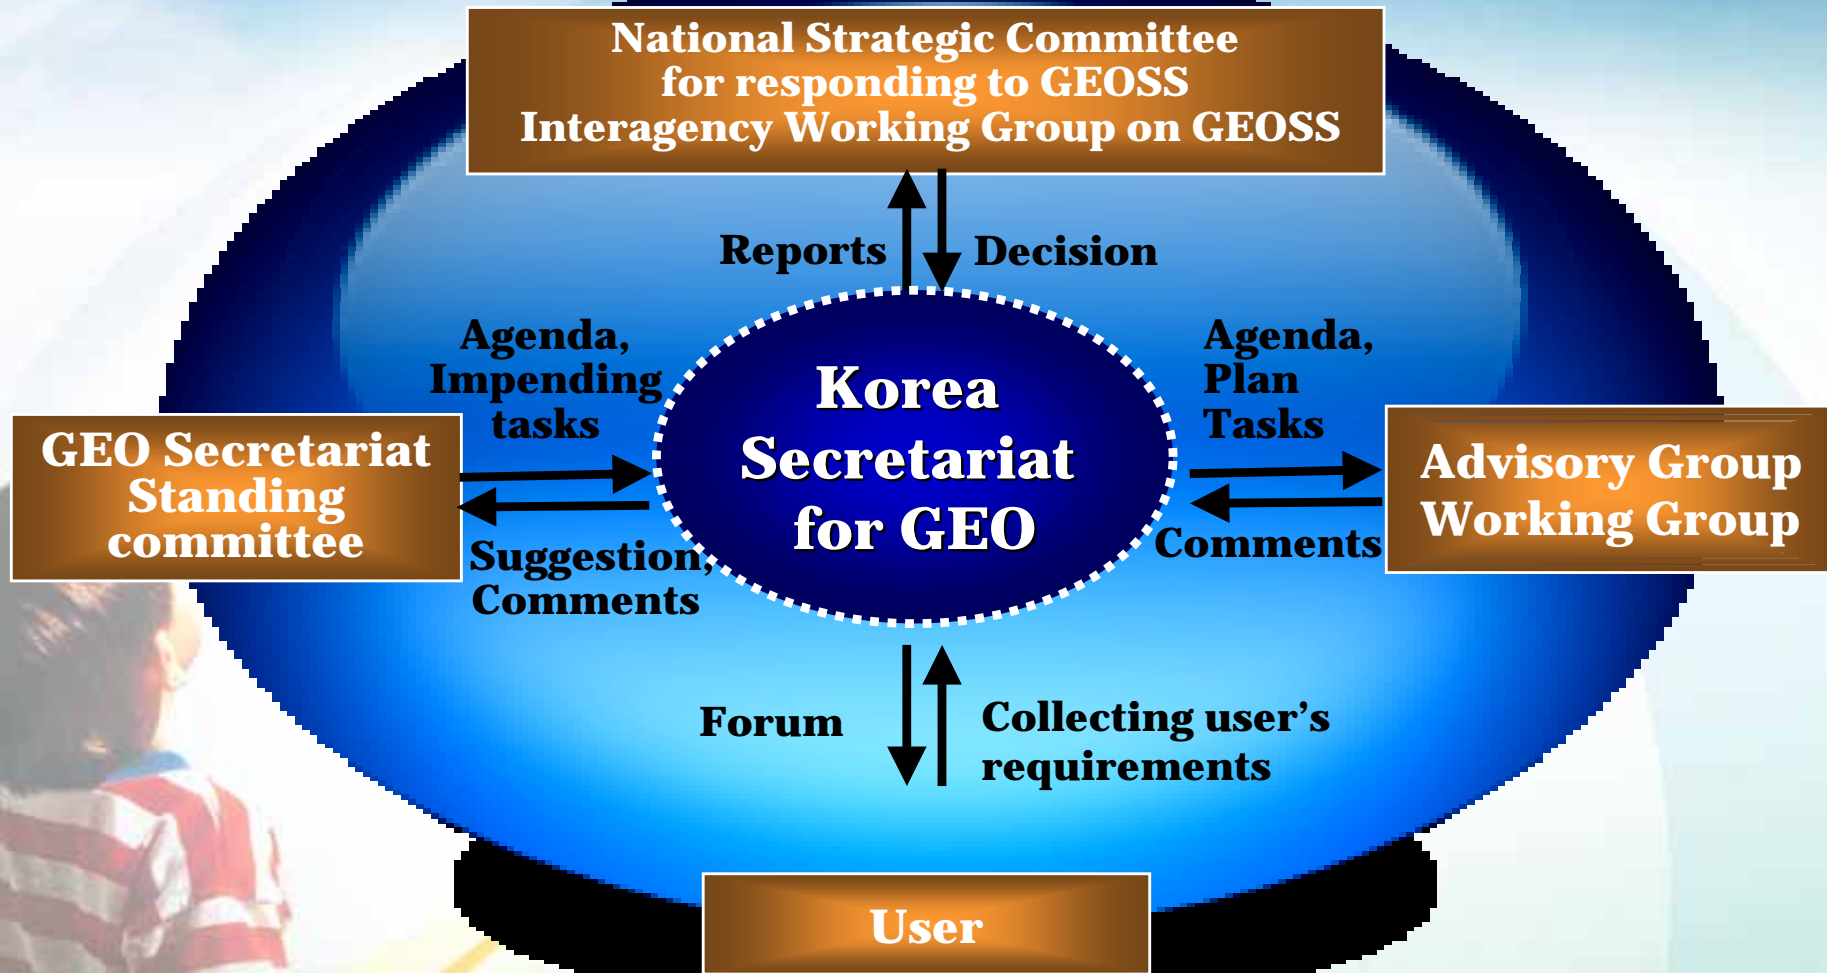 National Strategic Committee
for responding to GEOSS
Interagency Working Group on GEOSS
Reports
Decision
Agenda,
Impending
tasks
Agenda,
Plan
Tasks
Korea
Secretariat
for GEO
GEO Secretariat
Standing
committee
Advisory Group
Working Group
Suggestion,
Comments
Comments
Forum
Collecting user’s
requirements
User